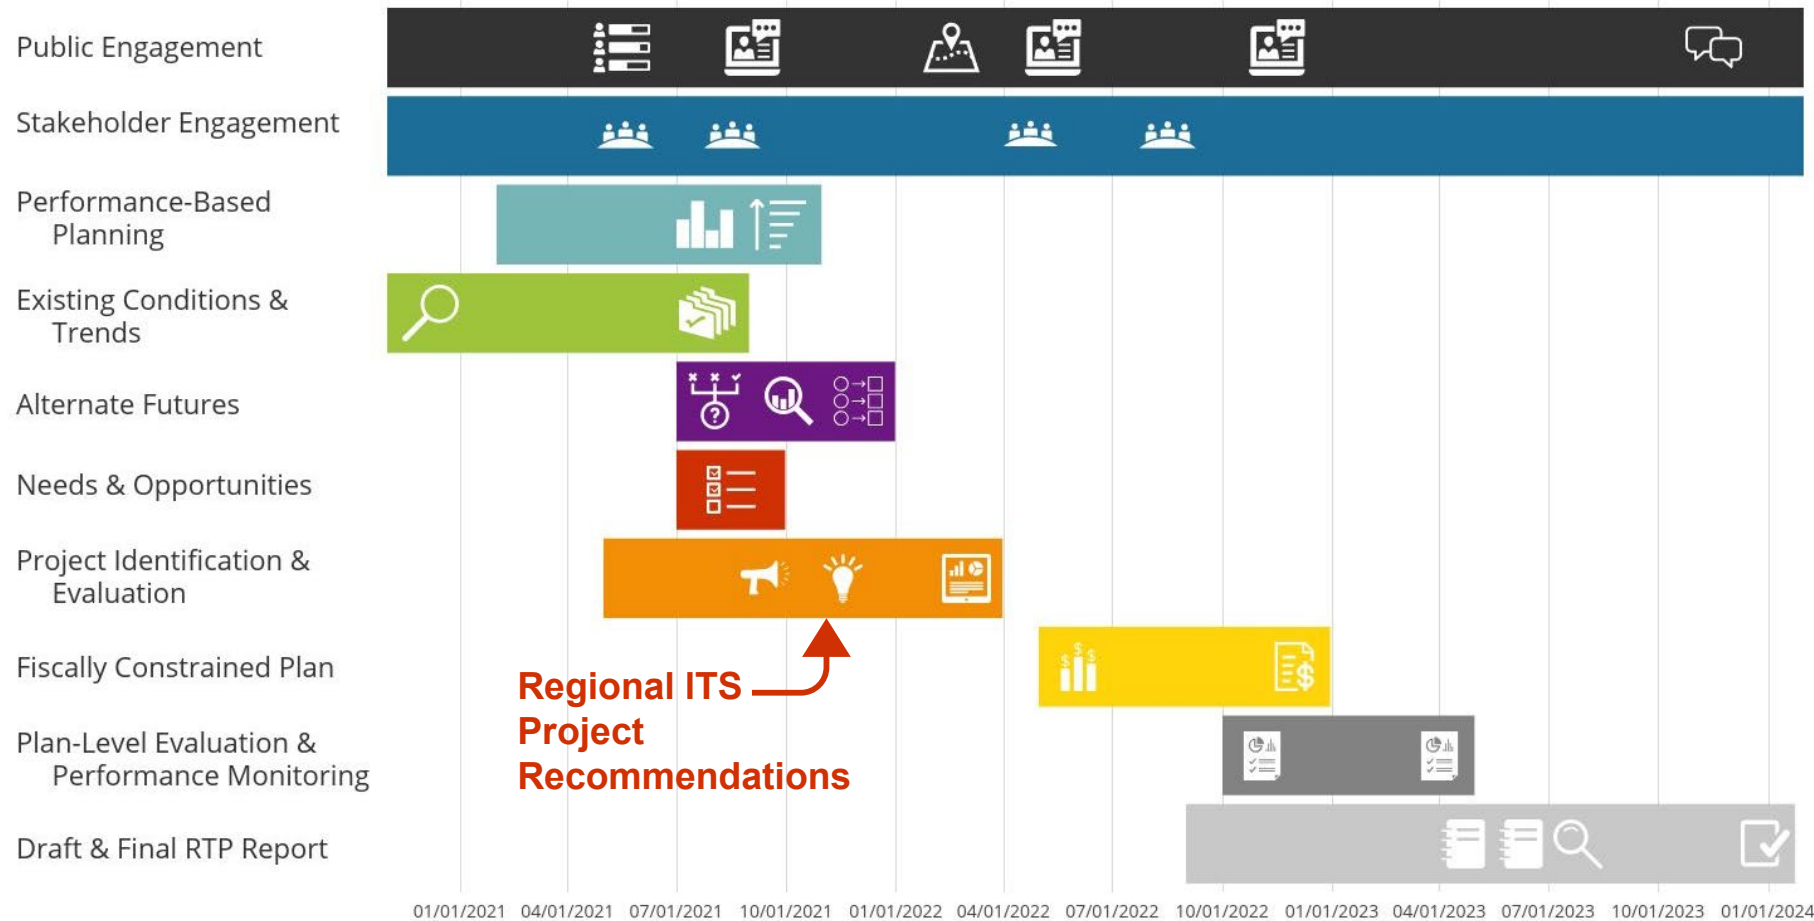 Public Engagement
Stakeholder Engagement
Performance-Based
Planning
Existing Conditions &
Trends
Alternate Futures
Needs & Opportunities
Project Identification &
Evaluation
Fiscally Constrained Plan
Regional ITS
Project
Recommendations
Plan-Level Evaluation &
Performance Monitoring
Draft & Final RTP Report
01/01/2021 04/01/2021 07/01/2021 10/01/2021 01/01/2022 04/01/2022 07/01/2022 10/01/2022 01/01/2023 04/01/2023 07/01/2023 10/01/2023 01/01/2024